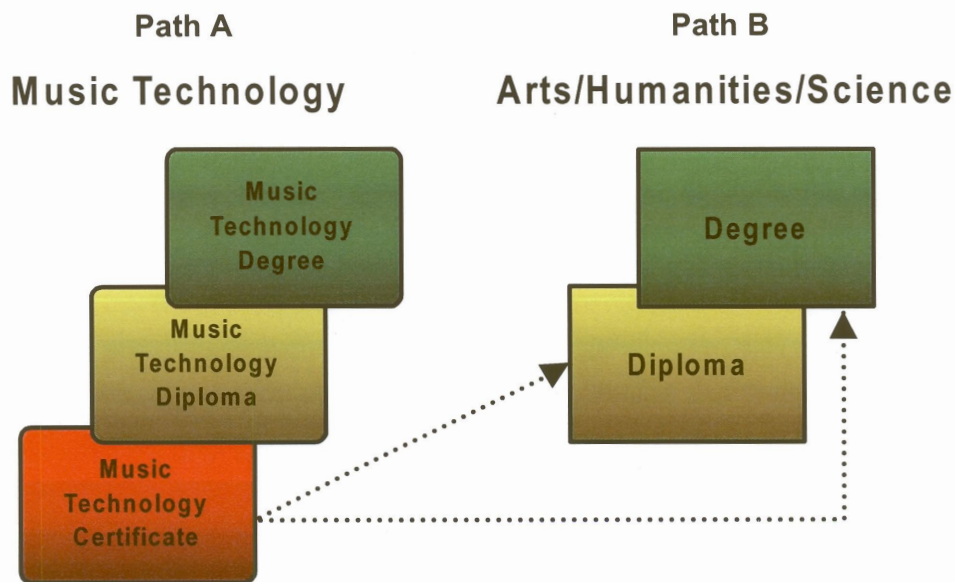 Path A
Music Technology
Music
Technology
Degree
Music
Technology
Diploma
Music
Technology
Certificate
Path B
Arts/Humanities/Science
Degree
Diploma